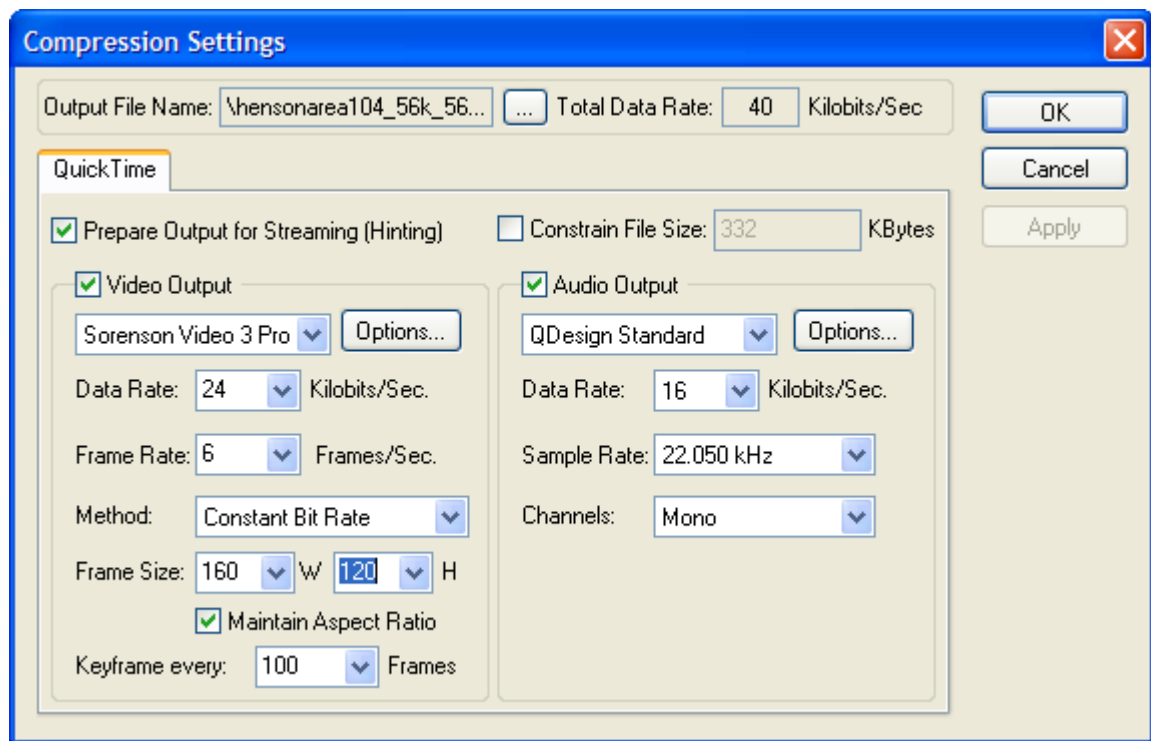 Compression Settings
Output File Name: \hensonarea104_56k_56... ... Total Data Rate: 40 Kilobits/Sec
OK
Cancel
Apply
QuickTime
Prepare Output for Streaming (Hinting)
Constrain File Size: 332 KBytes
Video Output
Sorenson Video 3 Pro Options...
Data Rate: 24 Kilobits/Sec.
Frame Rate: 6 Frames/Sec.
Method: Constant Bit Rate
Frame Size: 160 W 120 H
Maintain Aspect Ratio
Keyframe every: 100 Frames
Audio Output
QDesign Standard Options...
Data Rate: 16 Kilobits/Sec.
Sample Rate: 22.050 kHz
Channels: Mono